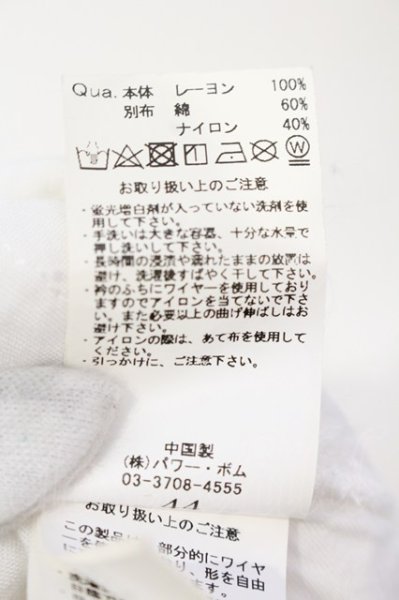 Qua. 本体 レーヨン 100%
別布 綿 60%
ナイロン 40%
お取り扱い上のご注意
・蛍光増白剤が入っていない洗剤を使
用して下さい。
・手洗いは大きな容器、十分な水量で
押し洗いして下さい。
・長時間の浸漬や濡れたままの放置は
避け、洗濯後すばやく干して下さい。
・衿のふちにワイヤーを使用しており
ますのでアイロンを当てないで下さ
い。また必要以上の曲げ伸ばしはお
避け下さい。
・アイロンの際は、あて布を使用して
ください。
・引っかけに、ご注意下さい。
中国製
(株)パワー・ボム
03-3708-4555
お取り扱い上のご注意
この製品は 部分的にワイヤ
り、形を自由